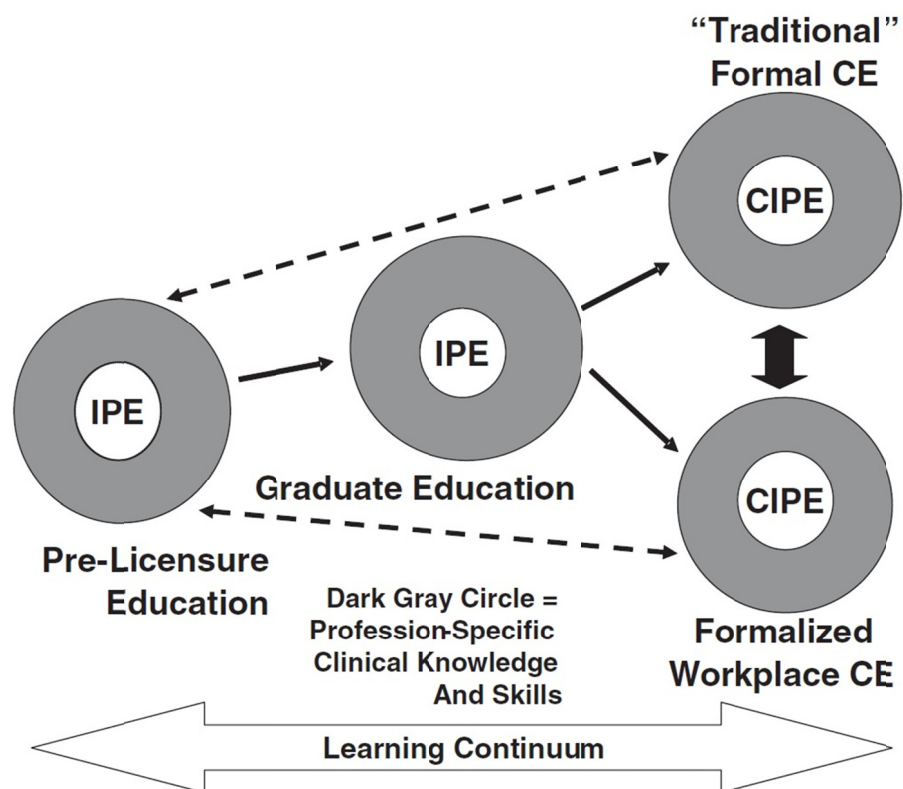 “Traditional”
Formal CE
CIPE
IPE
IPE
Graduate Education
CIPE
Pre-Licensure
Education
Dark Gray Circle =
Profession-Specific
Clinical Knowledge
And Skills
Formalized
Workplace CE
Learning Continuum